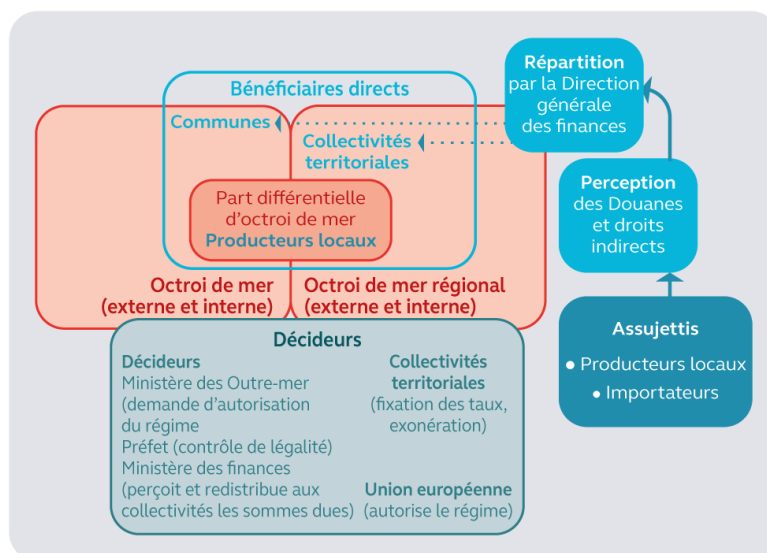 Bénéficiaires directs
Communes
Collectivités
territoriales
Part différentielle
d'octroi de mer
Producteurs locaux
Octroi de mer
(externe et interne)
Octroi de mer régional
(externe et interne)
Répartition
par la Direction
générale
des finances
Perception
des Douanes
et droits
indirects
Assujettis
• Producteurs locaux
• Importateurs
Décideurs
Décideurs
Ministère des Outre-mer
(demande d'autorisation
du régime
Préfet (contrôle de légalité)
Ministère des finances
(perçoit et redistribue aux
collectivités les sommes dues)
Collectivités
territoriales
(fixation des taux,
exonération)
Union européenne
(autorise le régime)